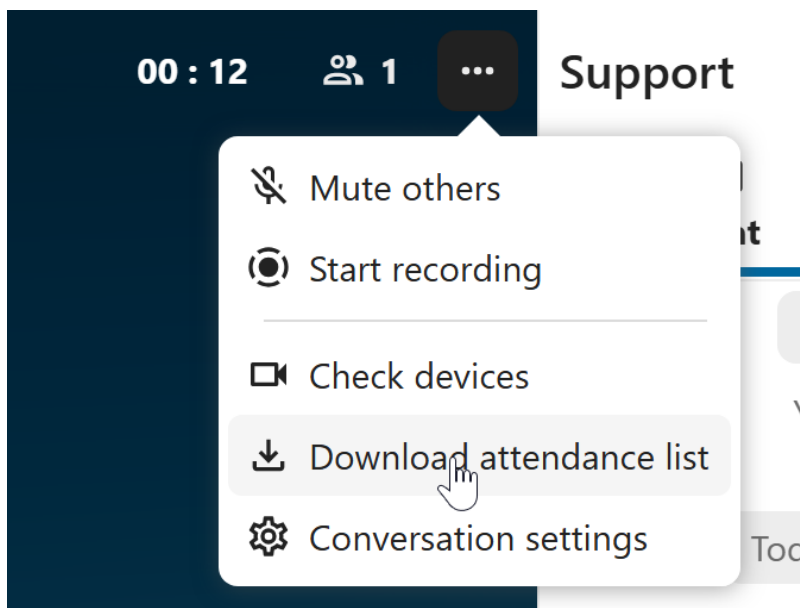 00 : 12 1 ... Support
Mute others
Start recording
Check devices
Download attendance list
Conversation settings